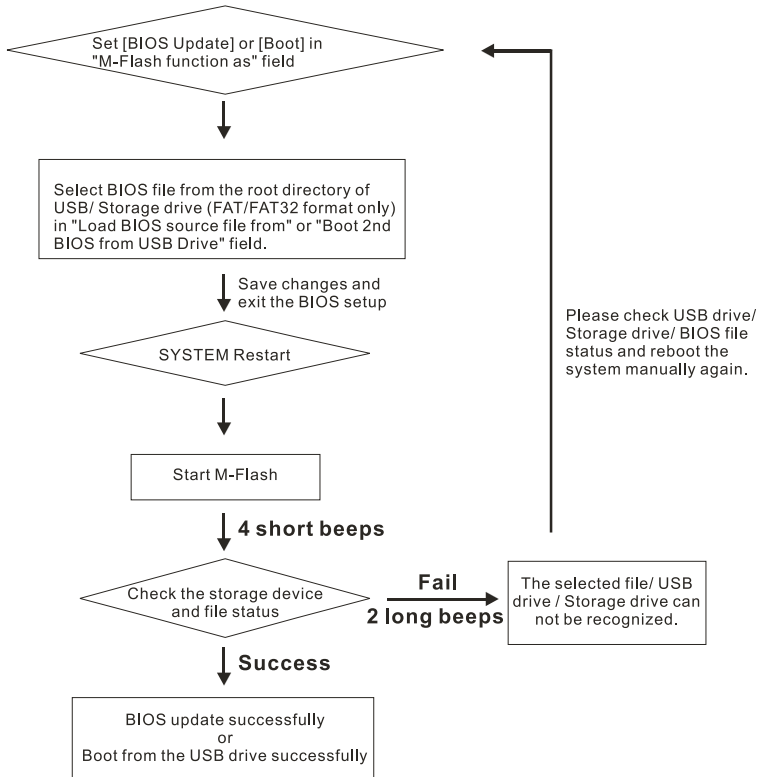 Set [BIOS Update] or [Boot] in
"M-Flash function as" field
Select BIOS file from the root directory of
USB/ Storage drive (FAT/FAT32 format only)
in "Load BIOS source file from" or "Boot 2nd
BIOS from USB Drive" field.
Save changes and
exit the BIOS setup
SYSTEM Restart
Start M-Flash
4 short beeps
Check the storage device
and file status
Fail
2 long beeps
The selected file/ USB
drive / Storage drive can
not be recognized.
Please check USB drive/
Storage drive/ BIOS file
status and reboot the
system manually again.
Success
BIOS update successfully
or
Boot from the USB drive successfully